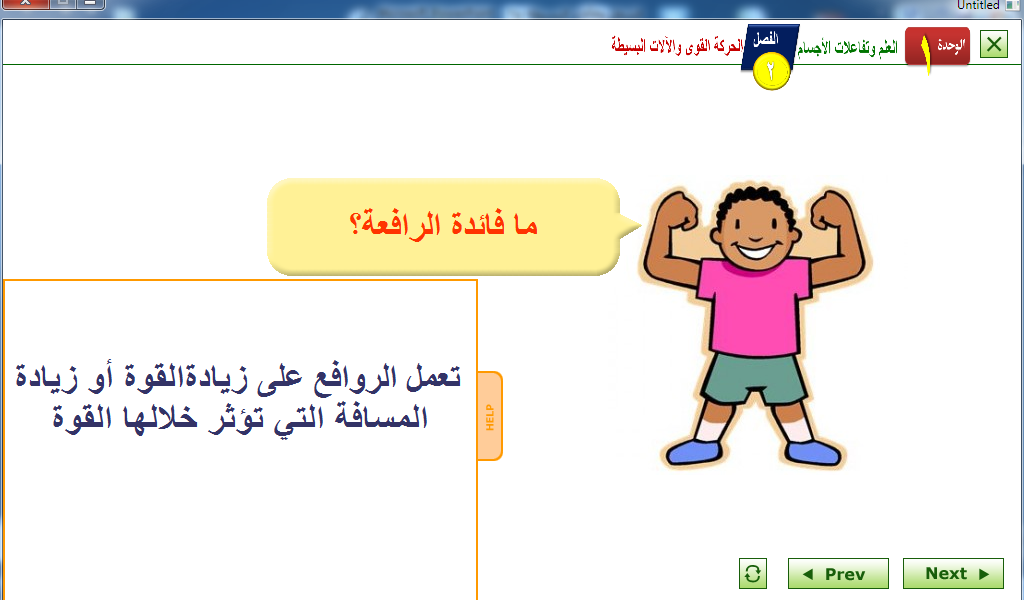 Untitled
الوحدة ١
العلم وتفاعلات الأجسام
الفصل ٢
الحركة القوى والآلات البسيطة
ما فائدة الرافعة؟
تعمل الروافع على زيادةالقوة أو زيادة
المسافة التي تؤثر خلالها القوة
HELP
Prev
Next